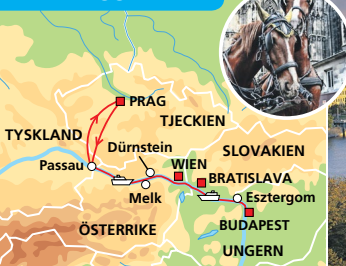 PRAG
TJECKIEN
TYSKLAND
Dürnstein
SLOVAKIEN
Passau
WIEN
BRATISLAVA
Melk
Esztergom
ÖSTERRIKE
BUDAPEST
UNGERN